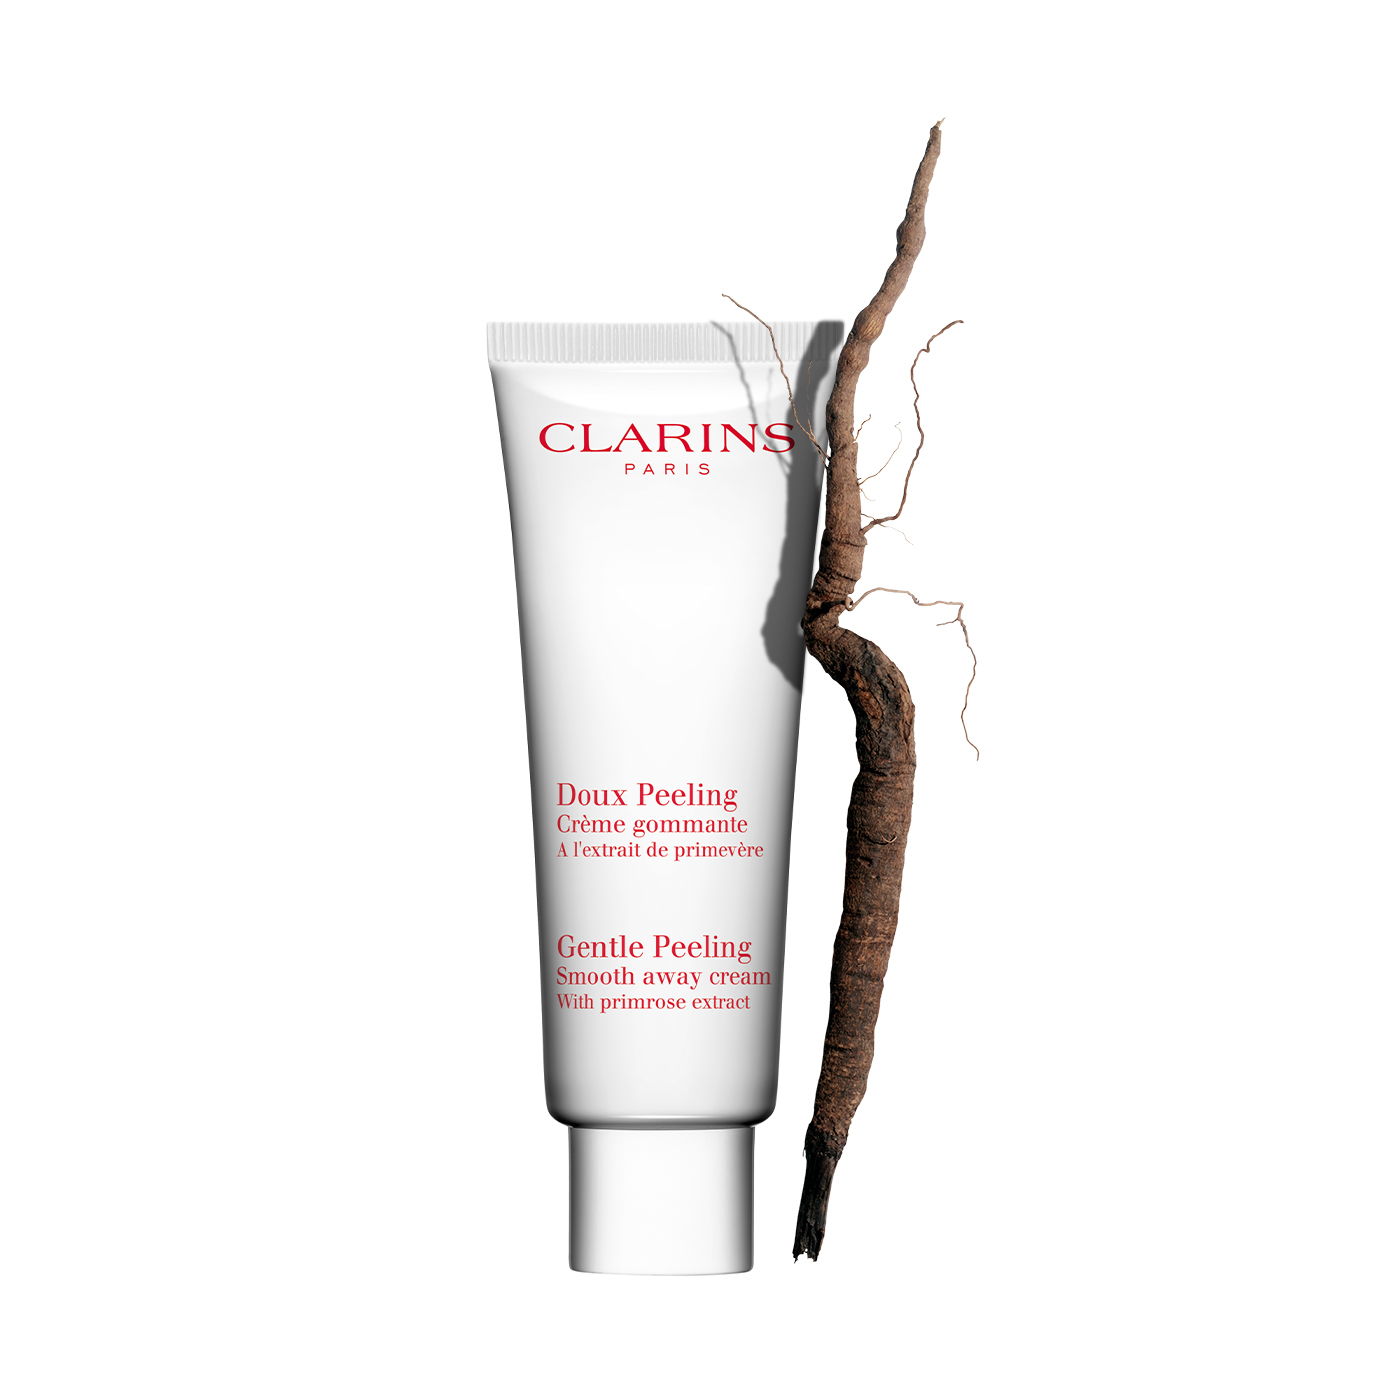 CLARINS
PARIS
Doux Peeling
Crème gommante
A l'extrait de primevère
Gentle Peeling
Smooth away cream
With primrose extract